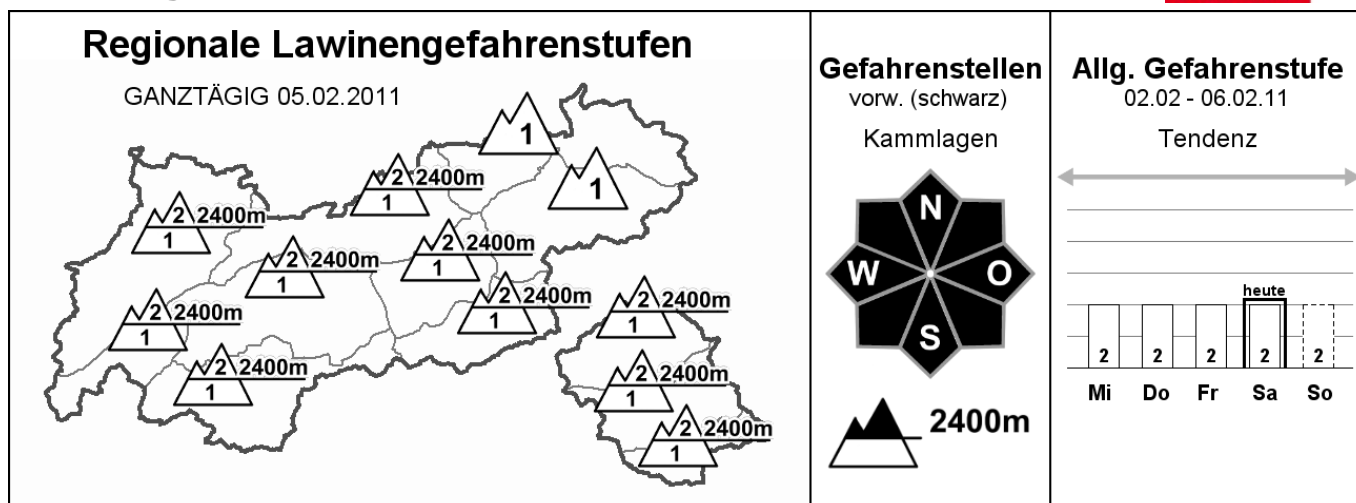 Regionale Lawinengefahrenstufen
GANZTÄGIG 05.02.2011
1
1
2 2400m
1
2 2400m
1
2 2400m
1
2 2400m
1
2 2400m
1
2 2400m
1
2 2400m
1
2 2400m
1
2 2400m
1
2 2400m
1
Gefahrenstellen
vorw. (schwarz)
Kammlagen
N
W O
S
2400m
Allg. Gefahrenstufe
02.02 - 06.02.11
Tendenz
heute
2 2 2 2 2
Mi Do Fr Sa So